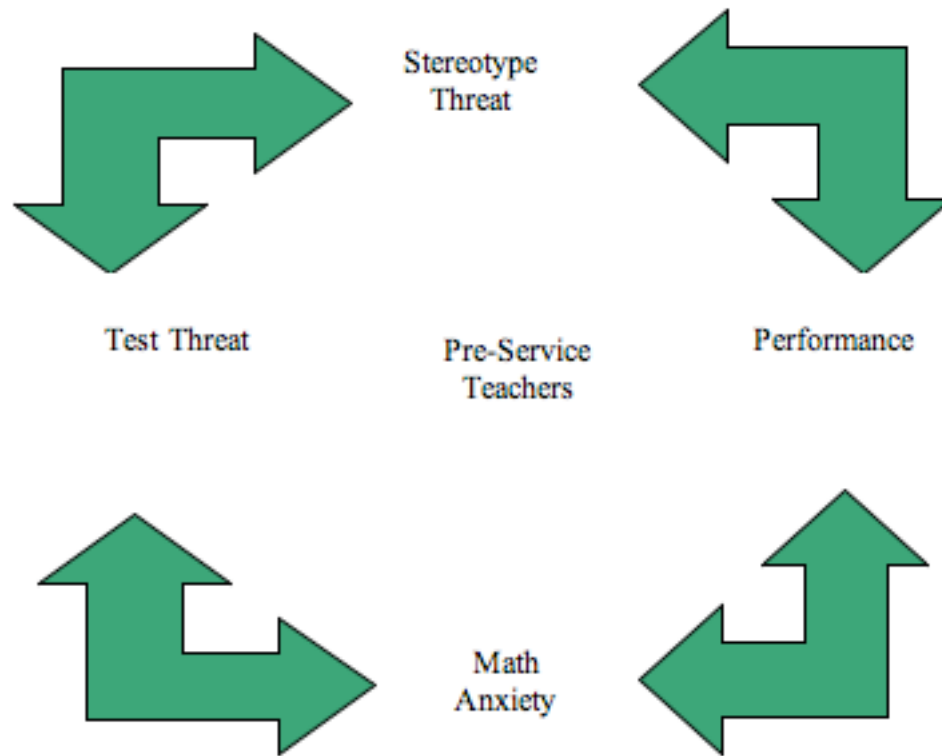 Stereotype
Threat
Test Threat
Pre-Service
Teachers
Performance
Math
Anxiety